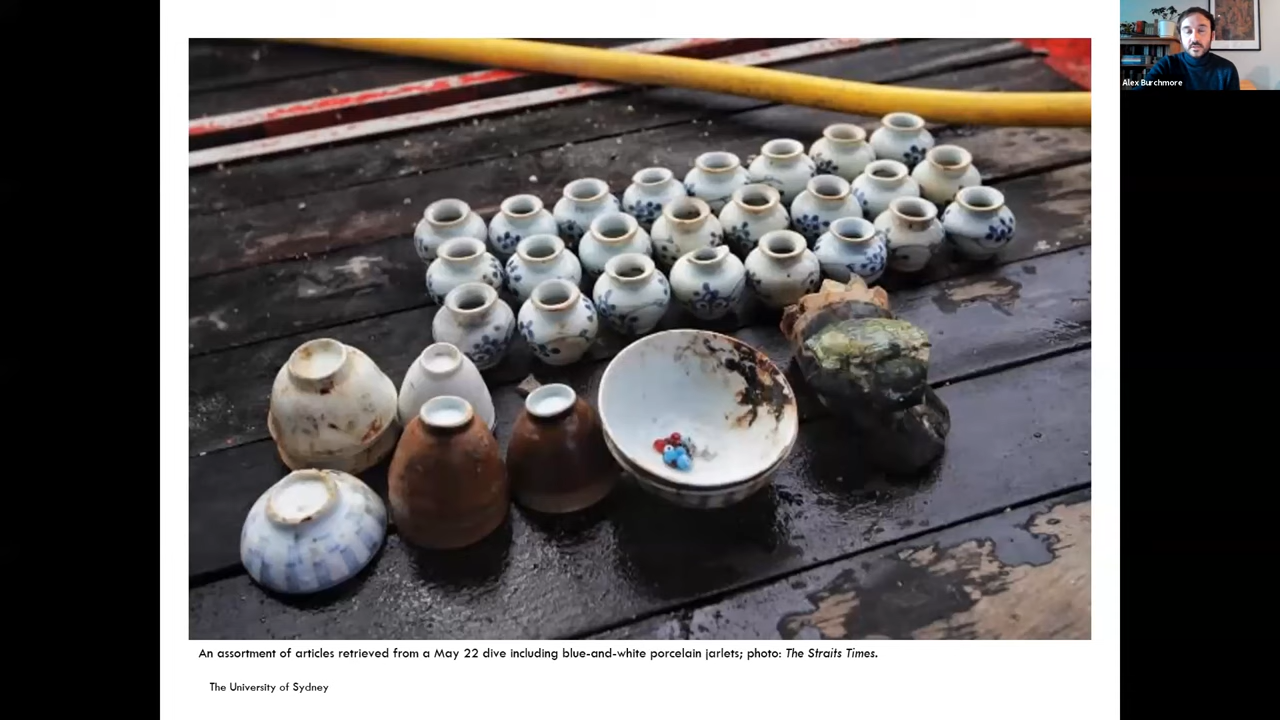 Alex Burchmore
An assortment of articles retrieved from a May 22 dive including blue-and-white porcelain jarlets; photo: The Straits Times.
The University of Sydney